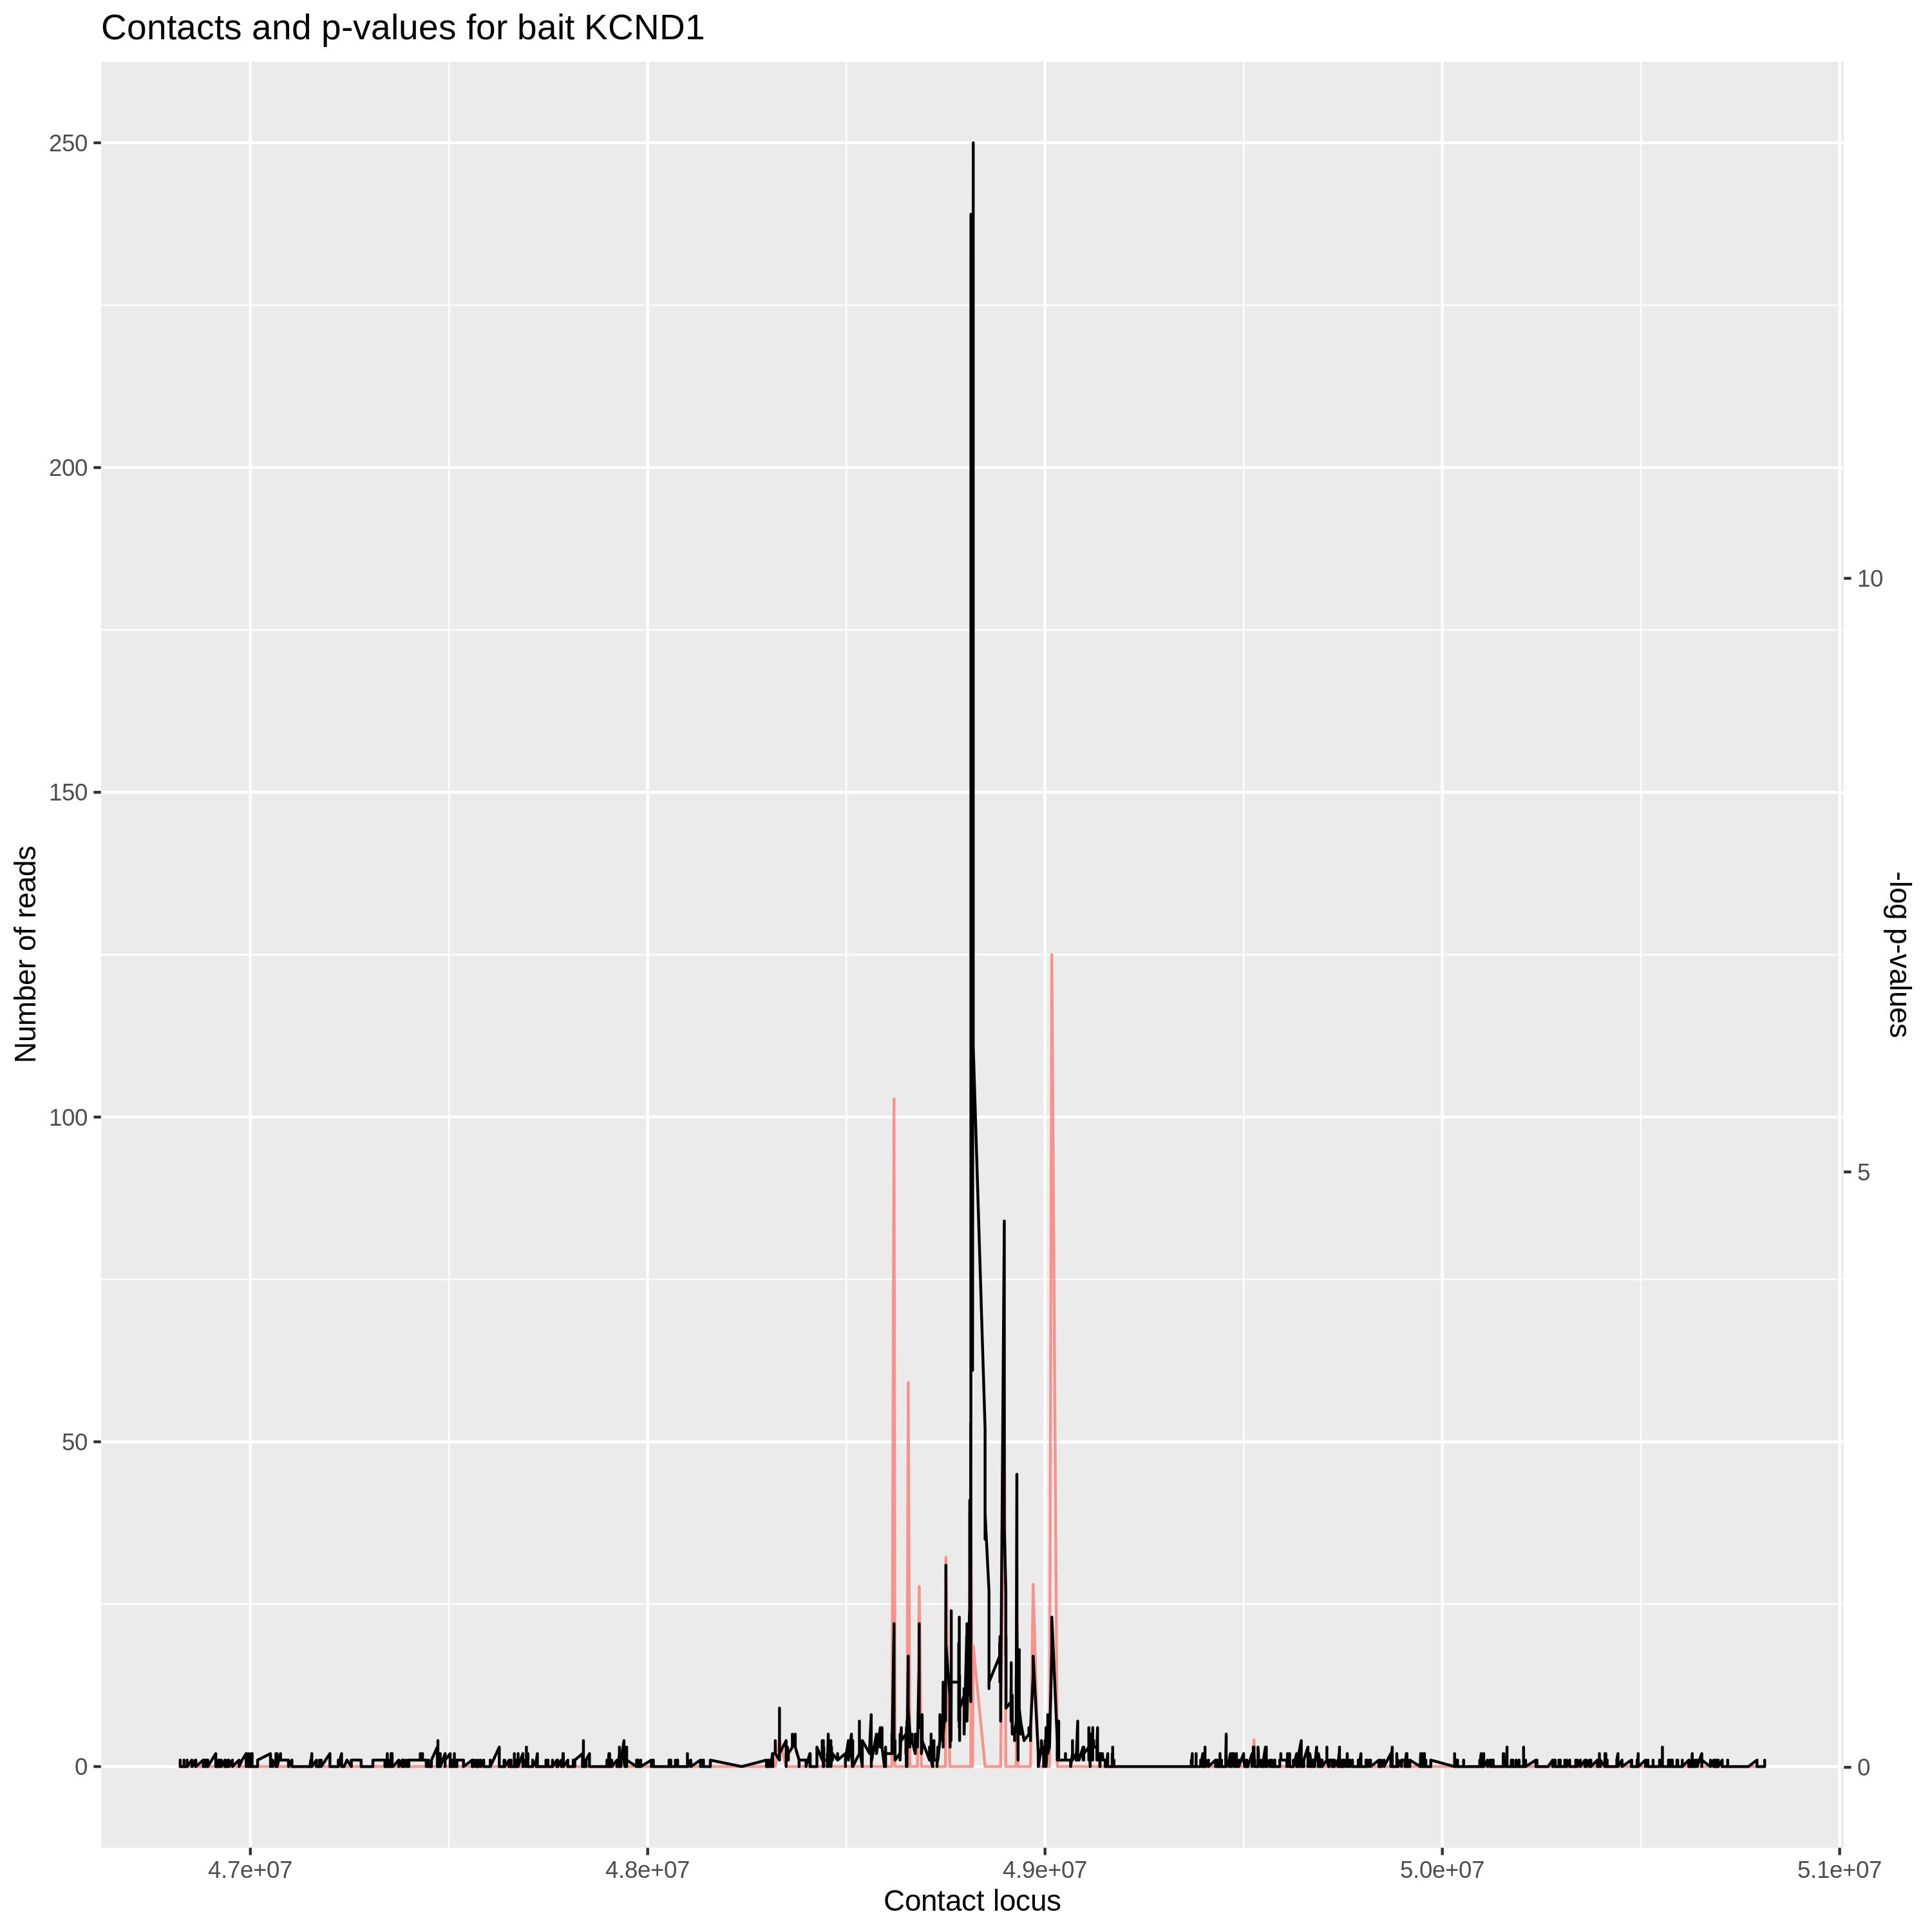 Contacts and p-values for bait KCND1
250
200
150
100
50
0
Number of reads
10
5
0
-log p-values
4.7e+07
4.8e+07
4.9e+07
5.0e+07
5.1e+07
Contact locus